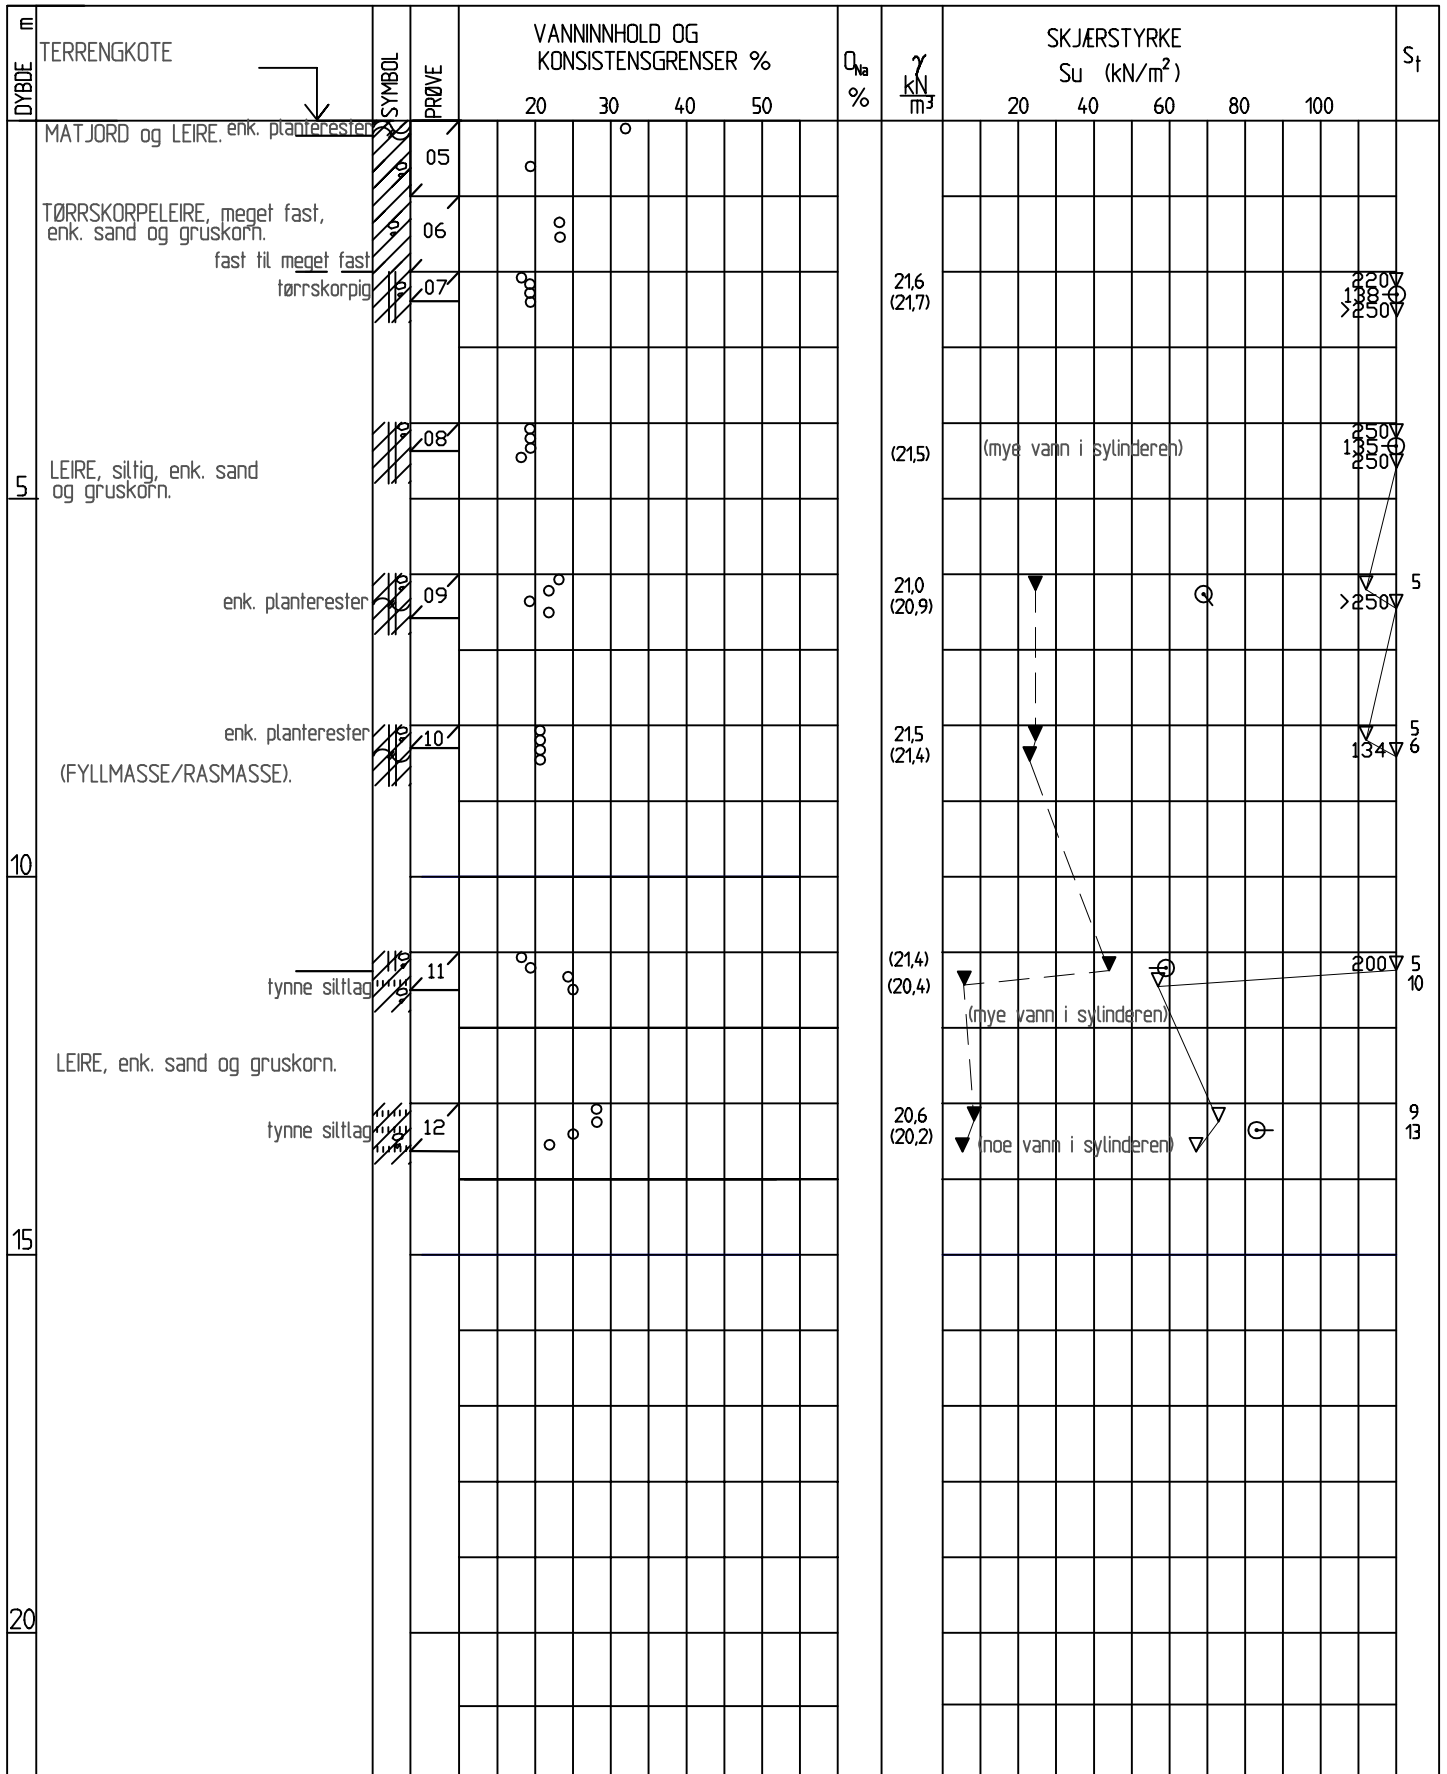 DYBDE m
TERRENGKOTE
SYMBOL
PRØVE
VANNINNHOLD OG
KONSISTENSGRENSER %
20 30 40 50
O Na
%
γ
kN
m³
SKJÆRSTYRKE
Su (kN/m²)
20 40 60 80 100
St
MATJORD og LEIRE. enk. planterester
05
TØRRSKORPELEIRE, meget fast,
enk. sand og gruskorn.
06
fast til meget fast
tørrskorpig
07
21,6
(21,7)
220
138
>250
08
(21,5)
(mye vann i sylinderen)
250
135
250
LEIRE, siltig, enk. sand
og gruskorn.
5
enk. planterester
09
21,0
(20,9)
>250
5
enk. planterester
10
21,5
(21,4)
134
5
6
(FYLLMASSE/RASMASSE).
10
11
(21,4)
(20,4)
200
5
10
tynne siltlag
(mye vann i sylinderen)
LEIRE, enk. sand og gruskorn.
tynne siltlag
12
20,6
(20,2)
(noe vann i sylinderen)
9
13
15
20